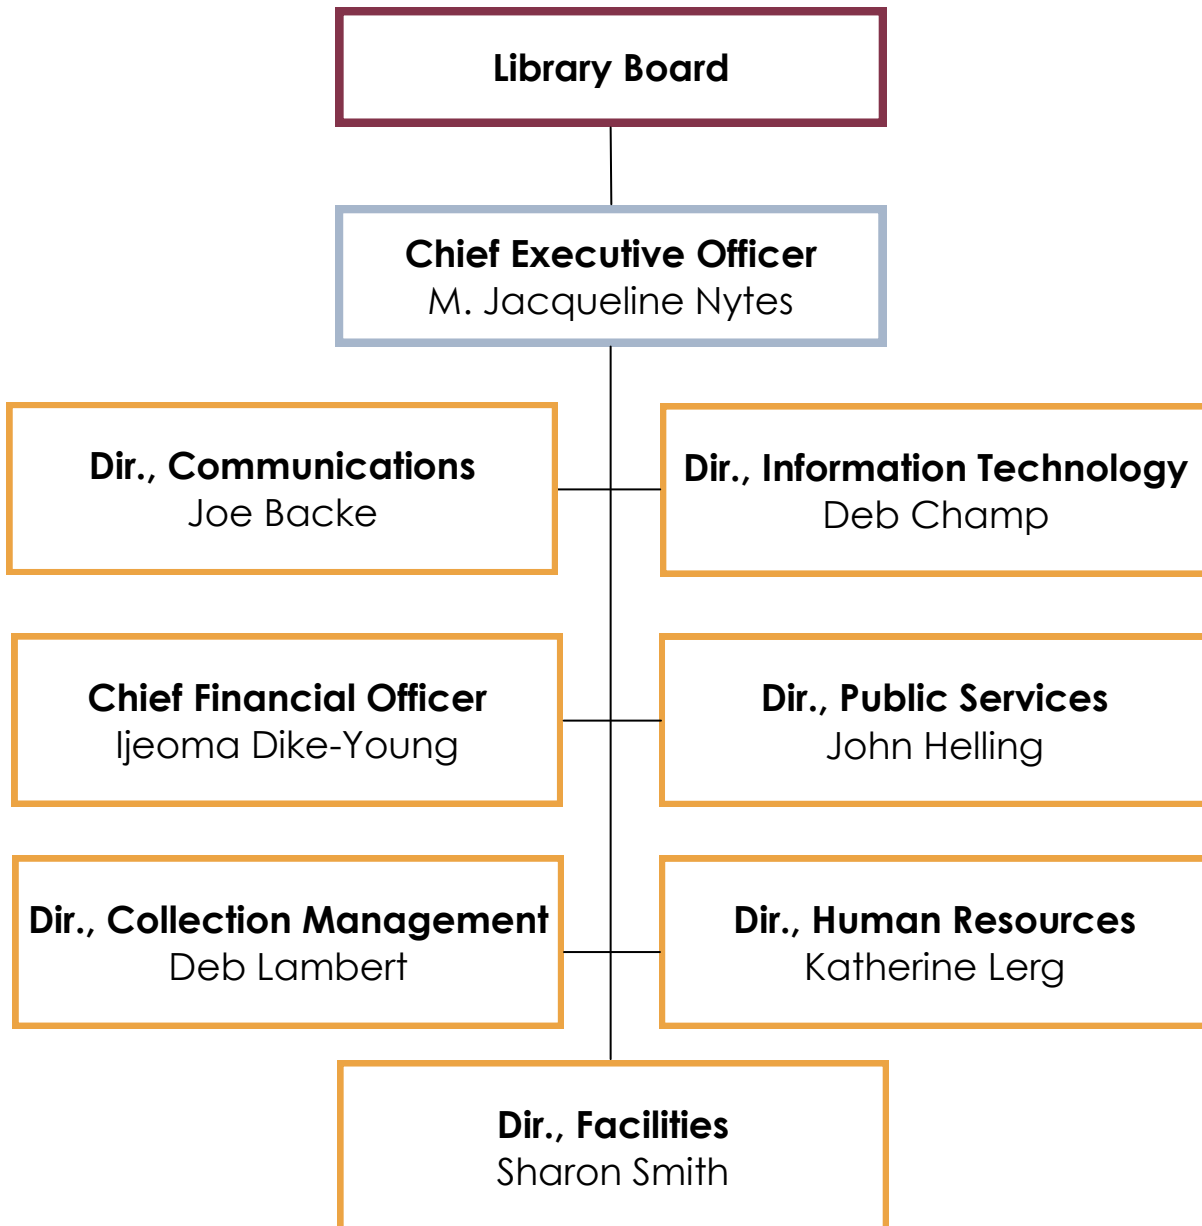 Library Board
Chief Executive Officer
M. Jacqueline Nytes
Dir., Communications
Joe Backe
Dir., Information Technology
Deb Champ
Chief Financial Officer
Ijeoma Dike-Young
Dir., Public Services
John Helling
Dir., Collection Management
Deb Lambert
Dir., Human Resources
Katherine Lerg
Dir., Facilities
Sharon Smith